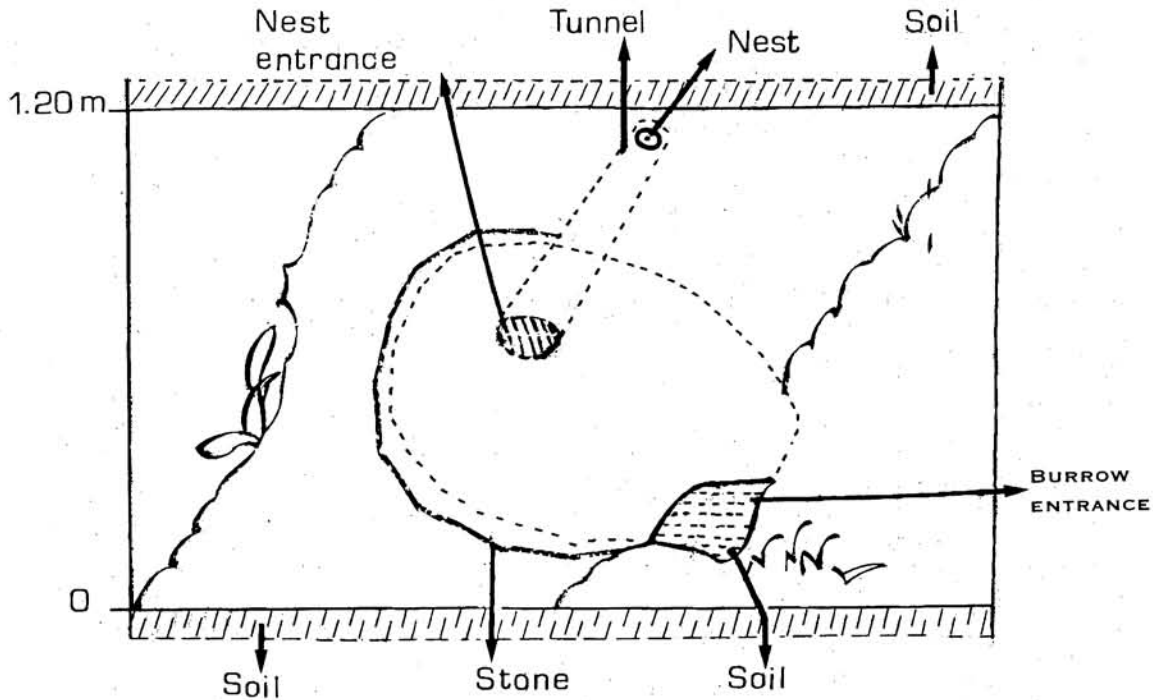 Nest
entrance
Tunnel
Nest
Soil
1.20 m
BURROW
ENTRANCE
0
Soil
Stone
Soil